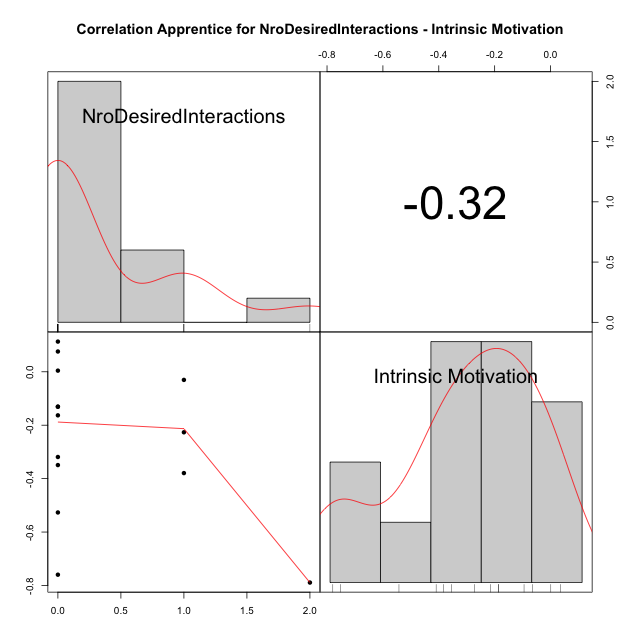 Correlation Apprentice for NroDesiredInteractions - Intrinsic Motivation
-0.8 -0.6 -0.4 -0.2 0.0
NroDesiredInteractions
-0.32
0.0 0.5 1.0 1.5 2.0
Intrinsic Motivation
-0.8 -0.6 -0.4 -0.2 0.0
0.0 0.5 1.0 1.5 2.0